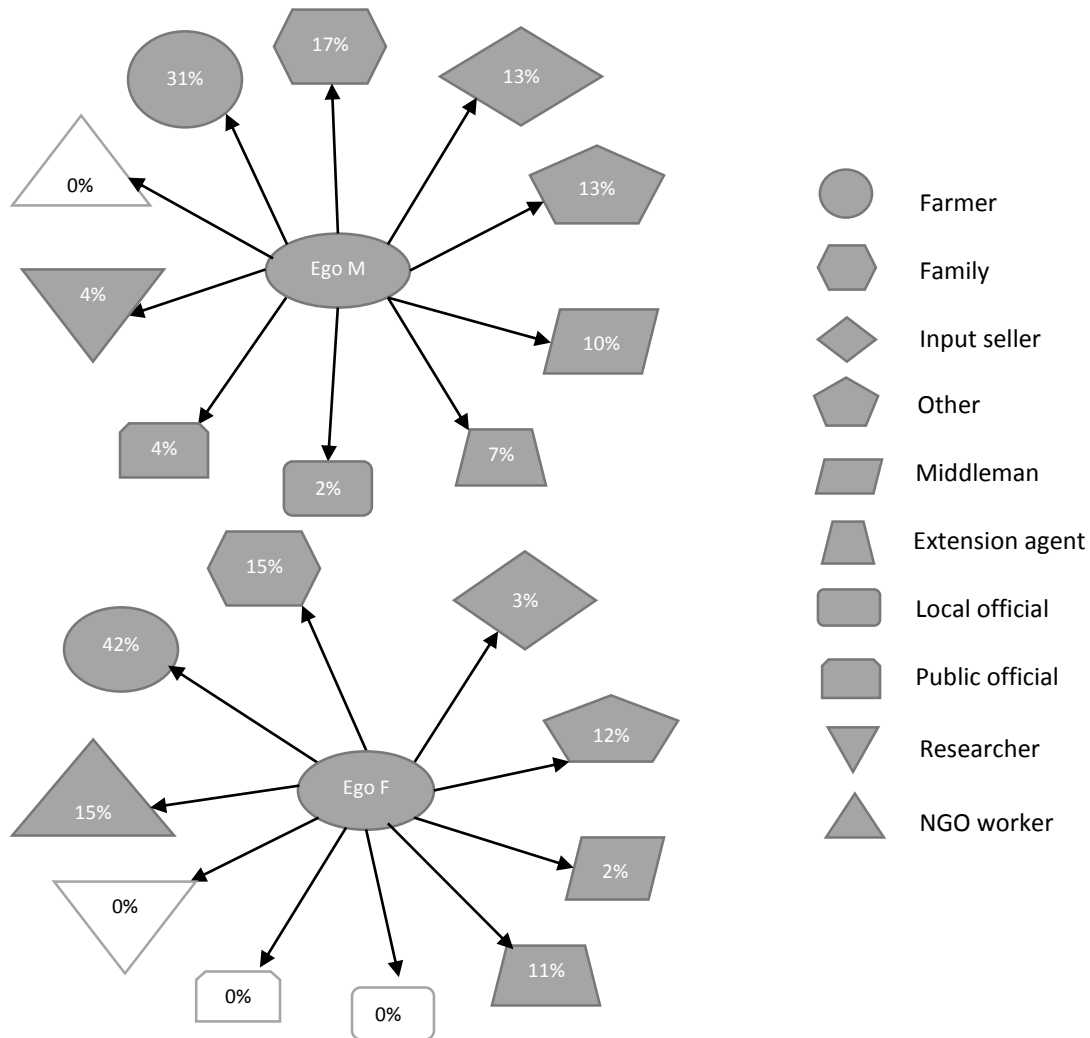 17%
31%
13%
0%
13%
Ego M
4%
10%
4%
7%
2%
15%
3%
42%
12%
Ego F
15%
2%
0%
11%
0%
0%
Farmer
Family
Input seller
Other
Middleman
Extension agent
Local official
Public official
Researcher
NGO worker